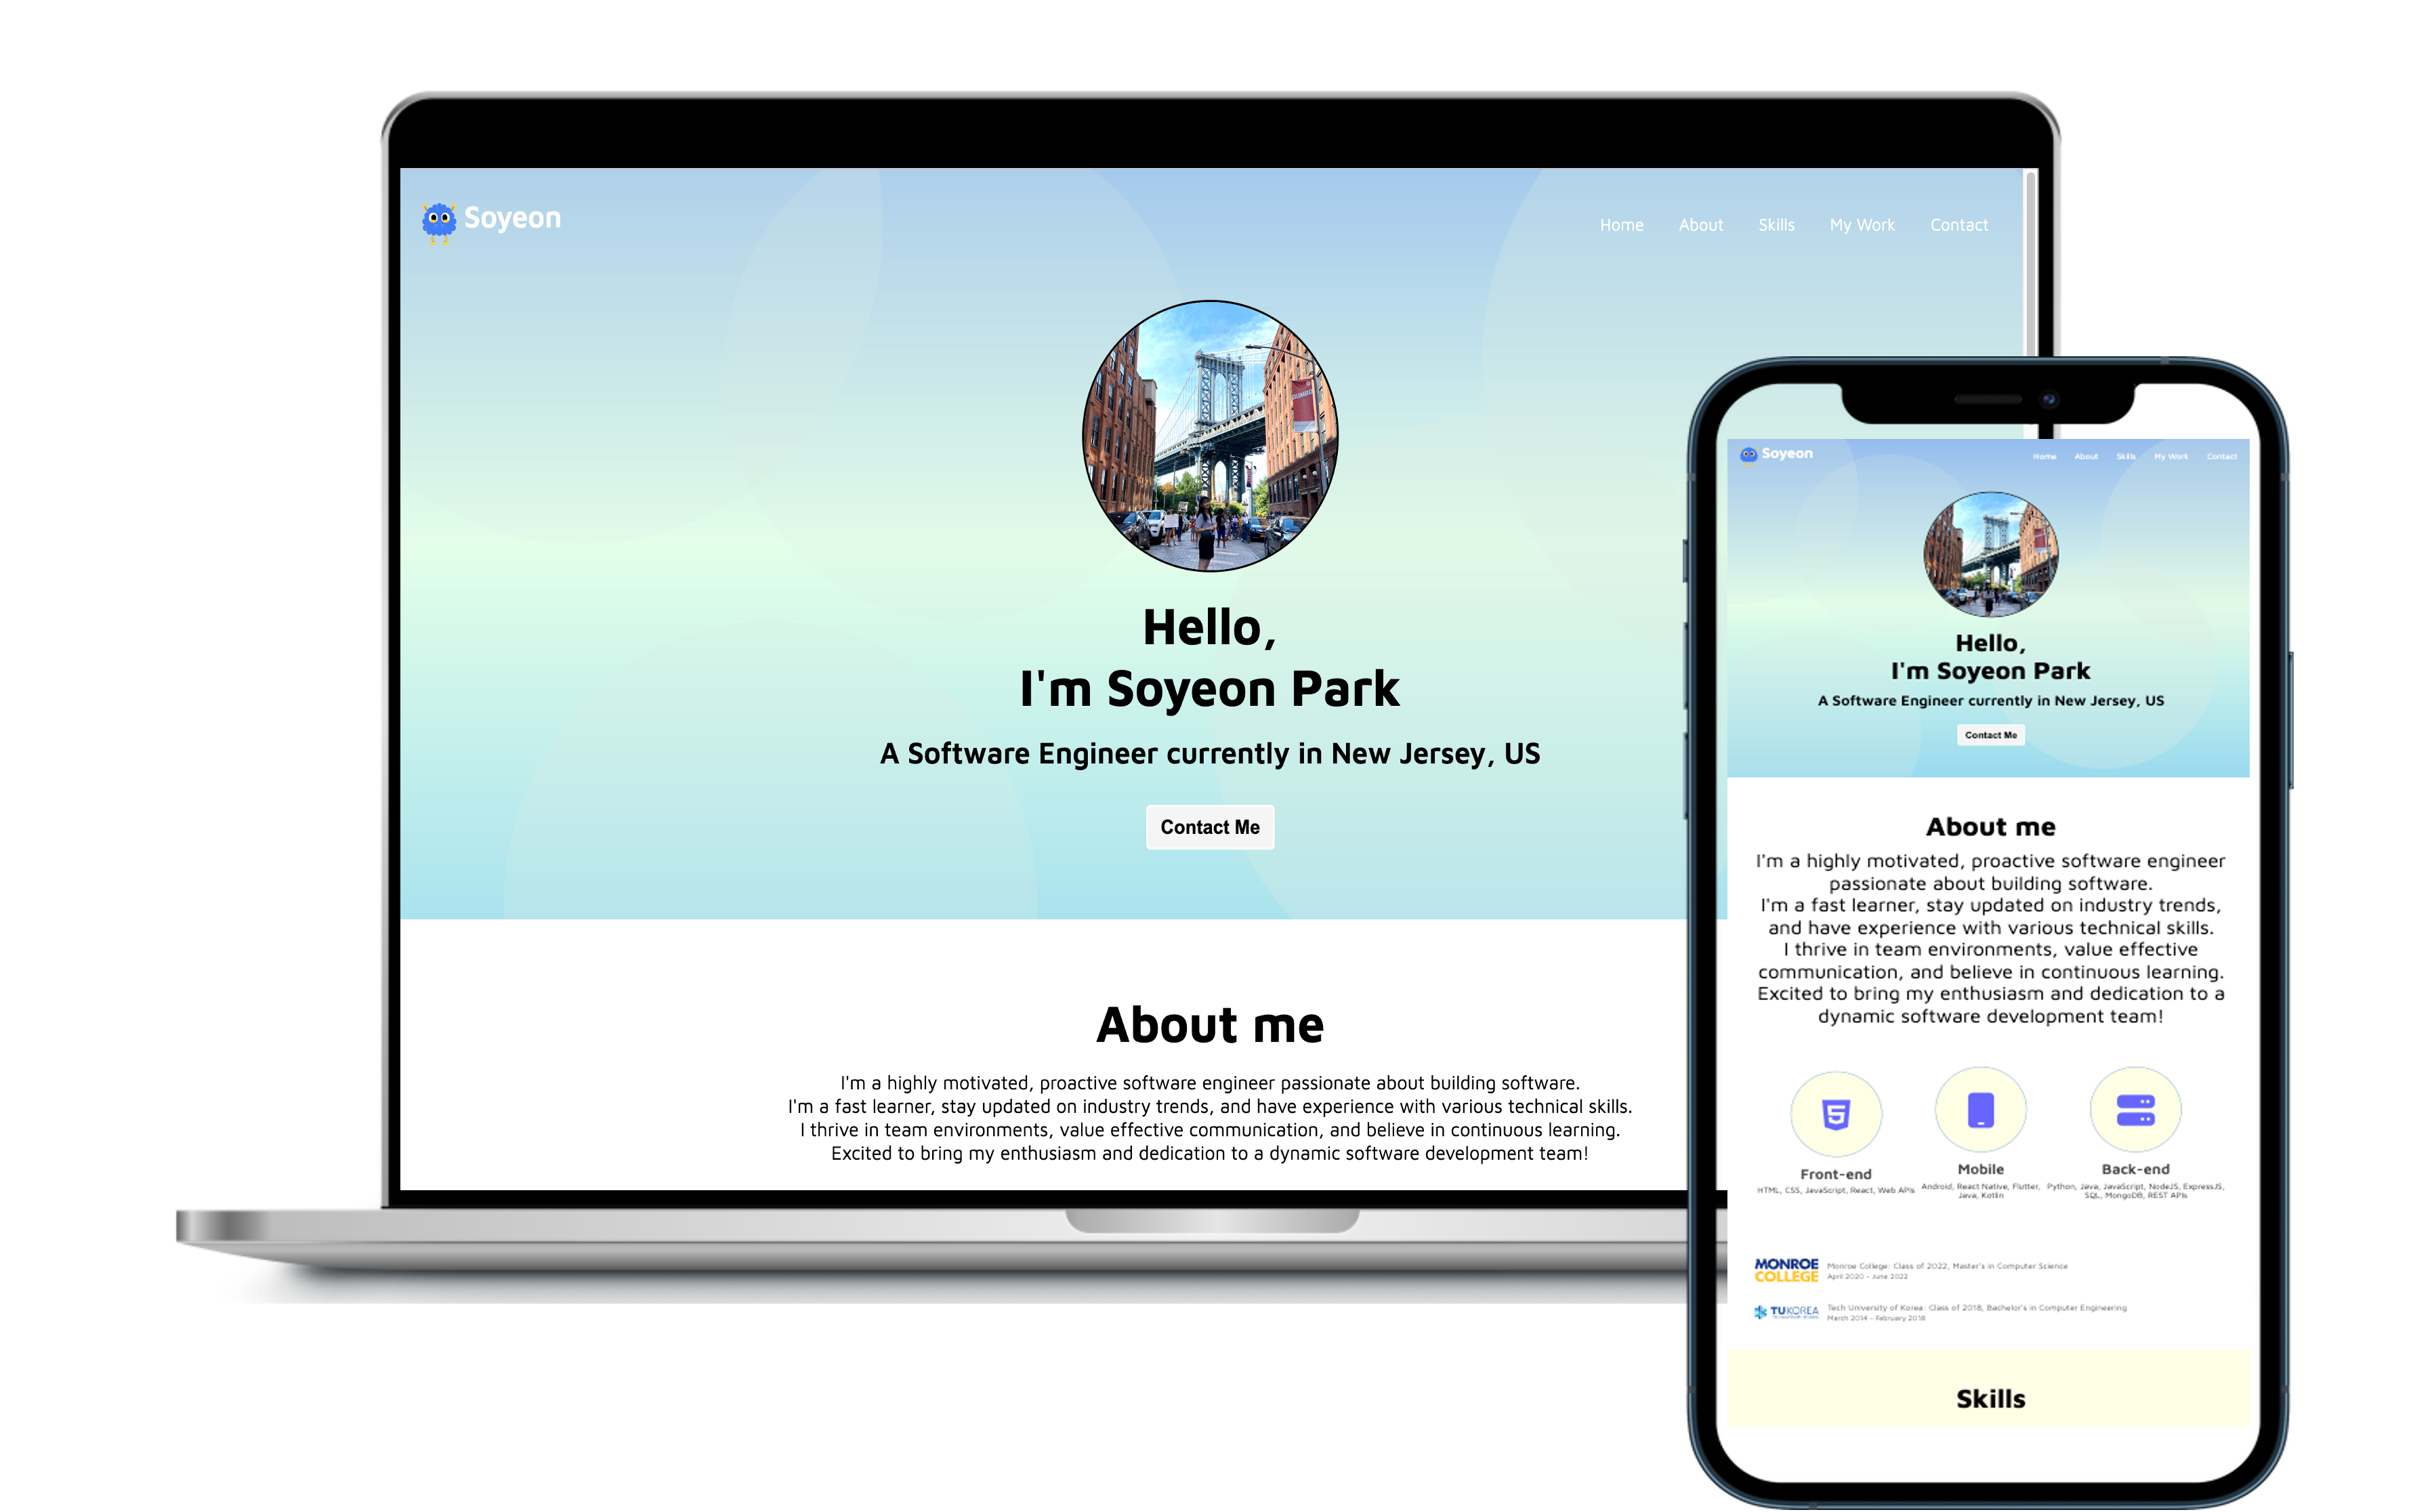 Soyeon
Home About Skills My Work Contact
Hello,
I'm Soyeon Park
A Software Engineer currently in New Jersey, US
Contact Me
About me
I'm a highly motivated, proactive software engineer passionate about building software.
I'm a fast learner, stay updated on industry trends, and have experience with various technical skills.
I thrive in team environments, value effective communication, and believe in continuous learning.
Excited to bring my enthusiasm and dedication to a dynamic software development team!
Soyeon
Home About Skills My Work Contact
Hello,
I'm Soyeon Park
A Software Engineer currently in New Jersey, US
Contact Me
About me
I'm a highly motivated, proactive software engineer
passionate about building software.
I'm a fast learner, stay updated on industry trends,
and have experience with various technical skills.
I thrive in team environments, value effective
communication, and believe in continuous learning.
Excited to bring my enthusiasm and dedication to a
dynamic software development team!
Front-end
HTML, CSS, JavaScript, React, Web APIs
Mobile
Android, React Native, Flutter,
Java, Kotlin
Back-end
Python, Java, JavaScript, NodeJS, ExpressJS,
SQL, MongoDB, REST APIs
MONROE
COLLEGE
Monroe College: Class of 2022, Master's in Computer Science
April 2020 - June 2022
TUKOREA
Tech University of Korea: Class of 2018, Bachelor's in Computer Engineering
March 2014 - February 2018
Skills